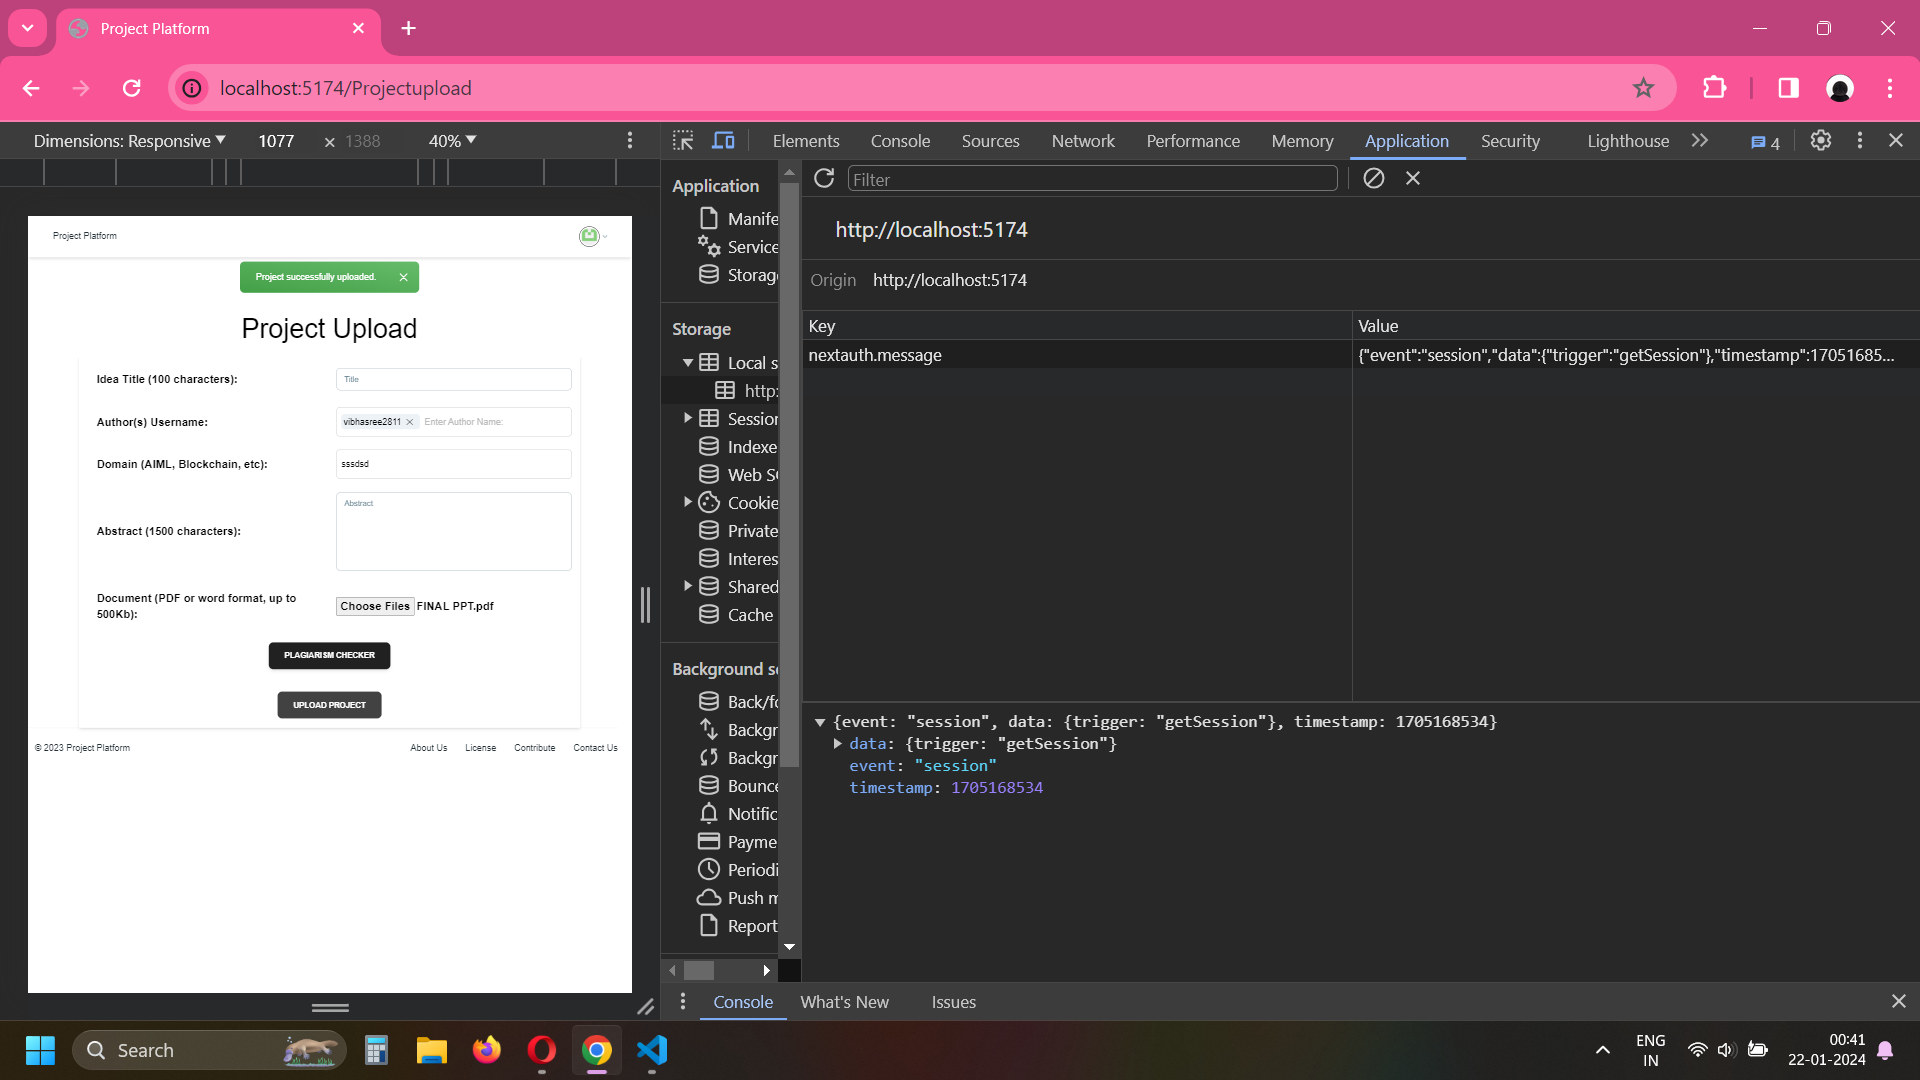 Project Platform
localhost:5174/Projectupload
Dimensions: Responsive 1077 × 1388 40%
Elements Console Sources Network Performance Memory Application Security Lighthouse 4
Project Platform
Project successfully uploaded.
Project Upload
Idea Title (100 characters):
Title
Author(s) Username:
vibhasree2811 Enter Author Name:
Domain (AIML, Blockchain, etc):
sssdsd
Abstract (1500 characters):
Abstract
Document (PDF or word format, up to
500Kb):
Choose Files FINAL PPT.pdf
PLAGIARISM CHECKER
UPLOAD PROJECT
© 2023 Project Platform About Us License Contribute Contact Us
Application
Manife
Service
Storag
Storage
Local s
http:
Session
Indexe
Web S
Cookie
Private
Interes
Shared
Cache
Background se
Back/fo
Backgr
Backgr
Bounce
Notific
Payme
Periodi
Push m
Report
Filter
http://localhost:5174
Origin http://localhost:5174
Key Value
nextauth.message {"event":"session","data":{"trigger":"getSession"},"timestamp":17051685...
{event: "session", data: {trigger: "getSession"}, timestamp: 1705168534}
data: {trigger: "getSession"}
event: "session"
timestamp: 1705168534
Console What's New Issues
Search
ENG
IN
00:41
22-01-2024